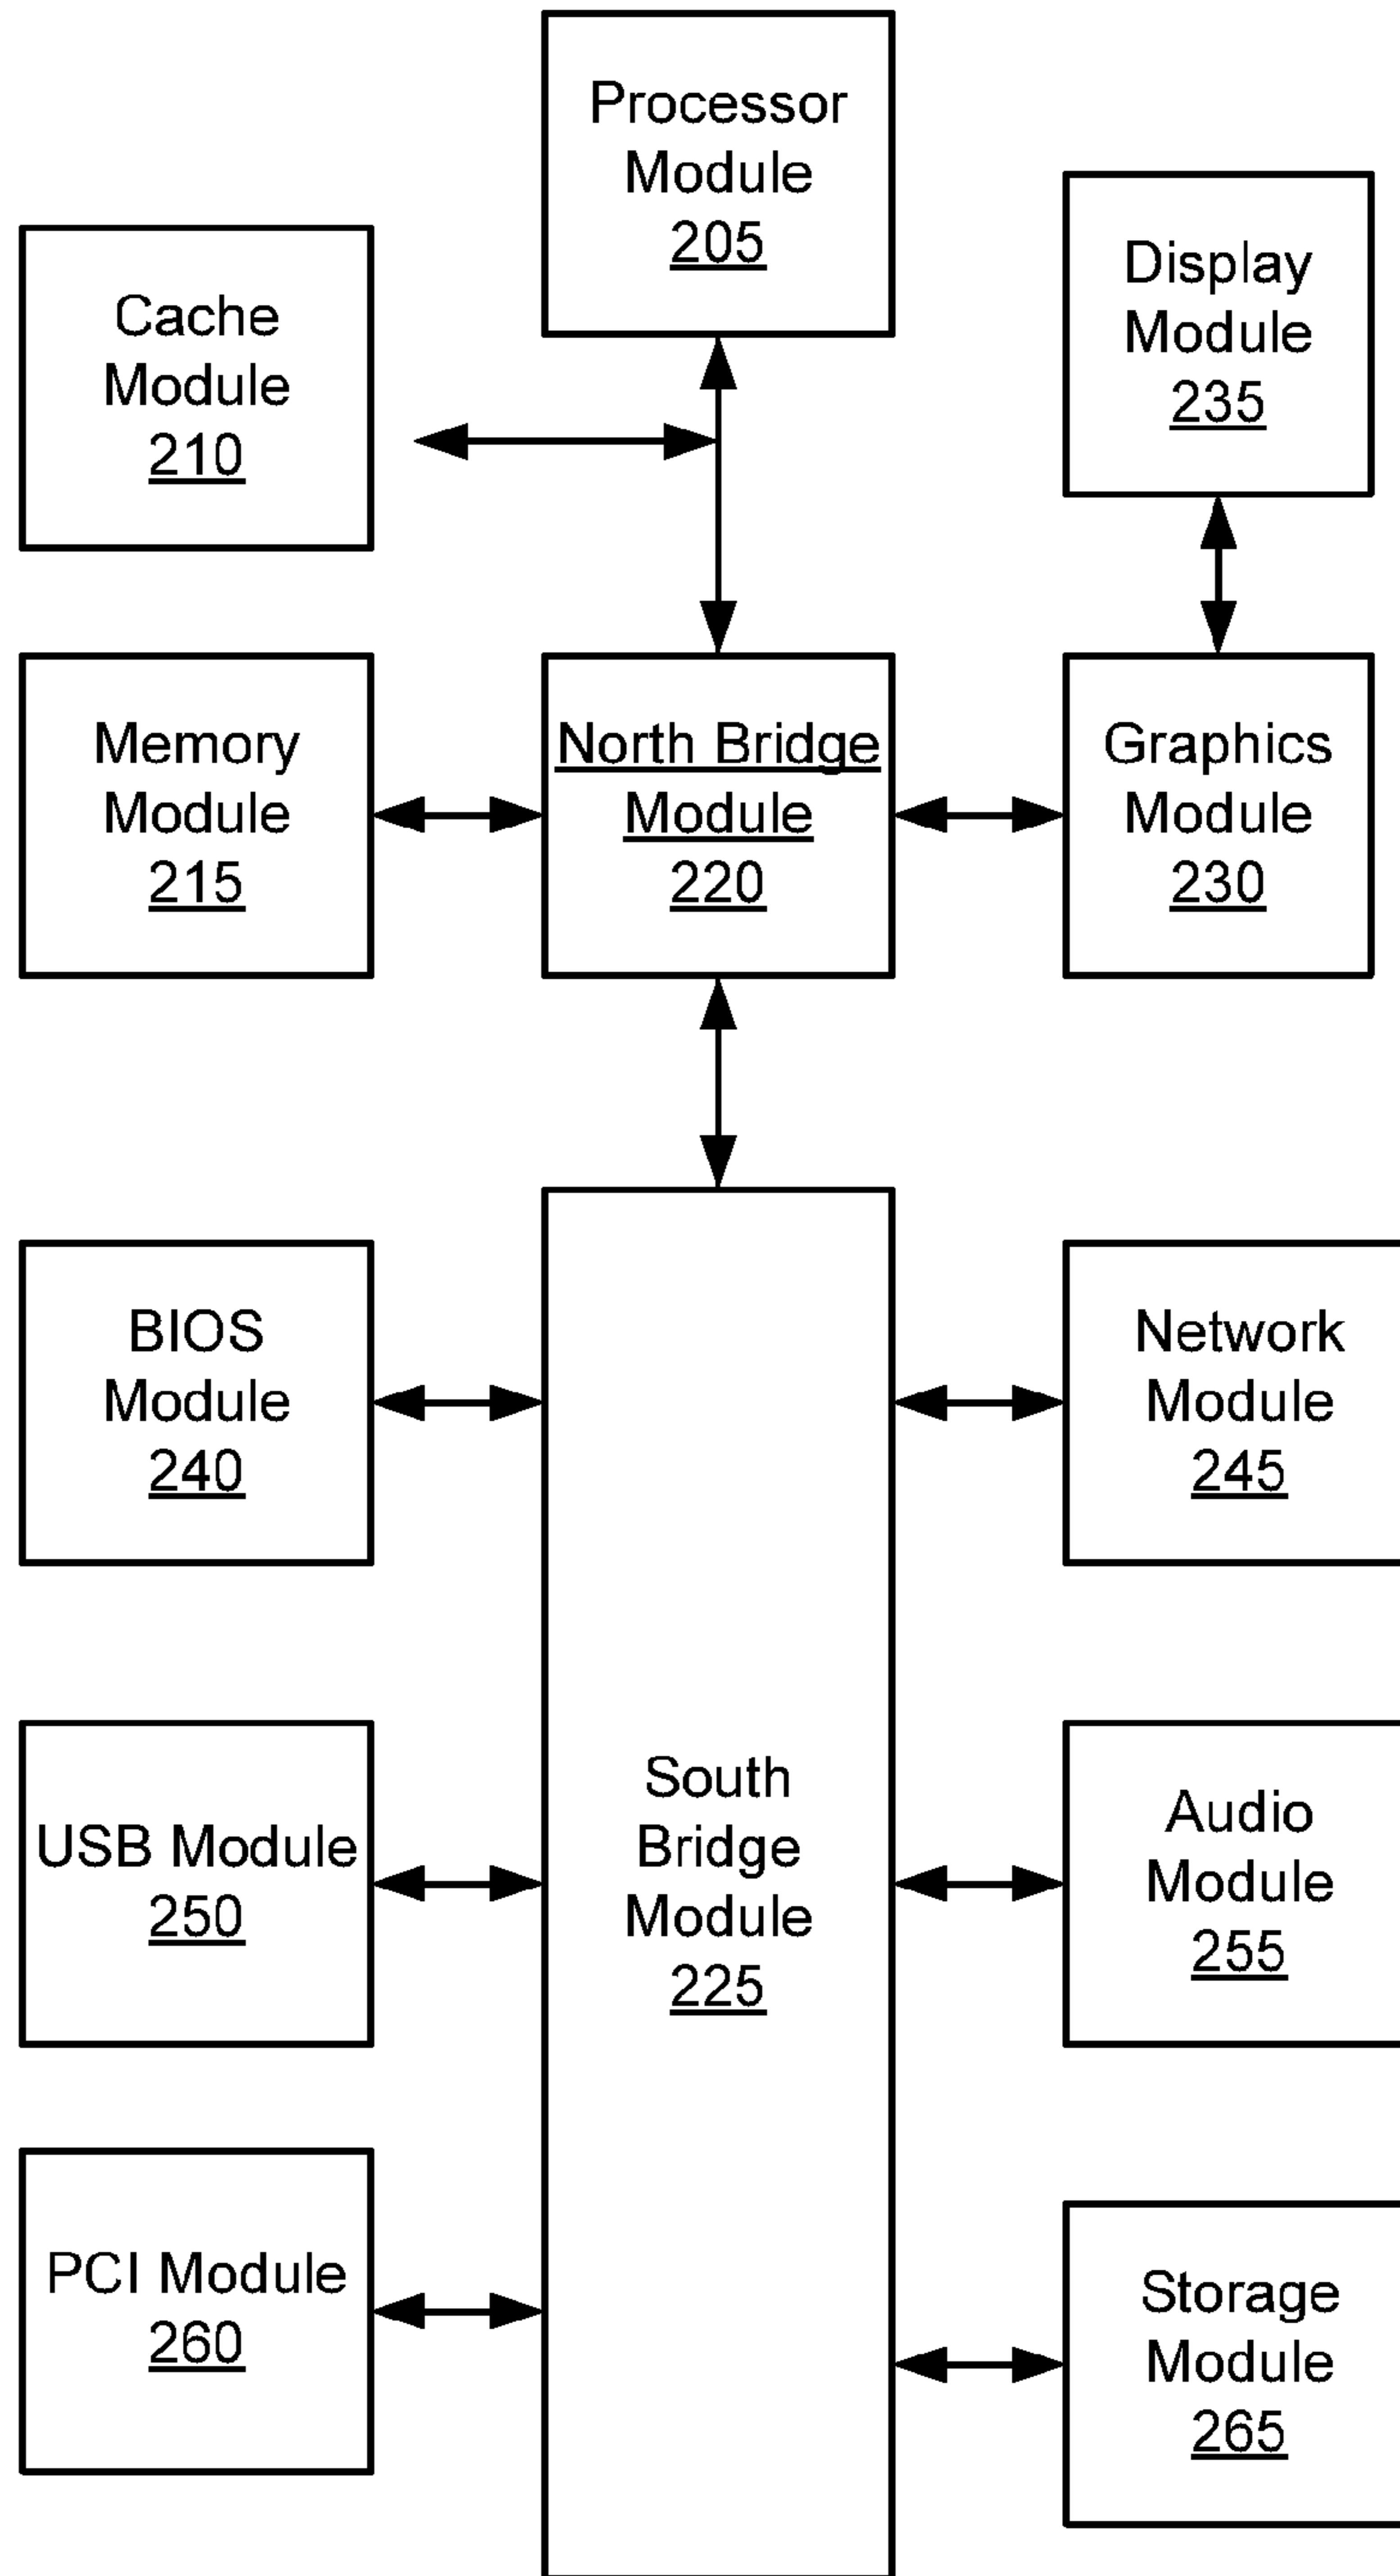 Processor
Module
205
Cache
Module
210
Display
Module
235
Memory
Module
215
North Bridge
Module
220
Graphics
Module
230
BIOS
Module
240
Network
Module
245
USB Module
250
South
Bridge
Module
225
Audio
Module
255
PCI Module
260
Storage
Module
265